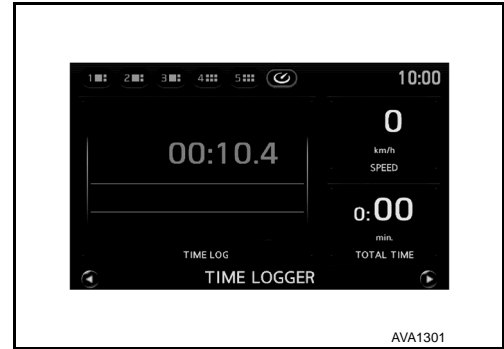 1 2 3 4 5 10:00
0
km/h
SPEED
00:10.4
0:00
min.
TIME LOG TOTAL TIME
TIME LOGGER
AVA1301